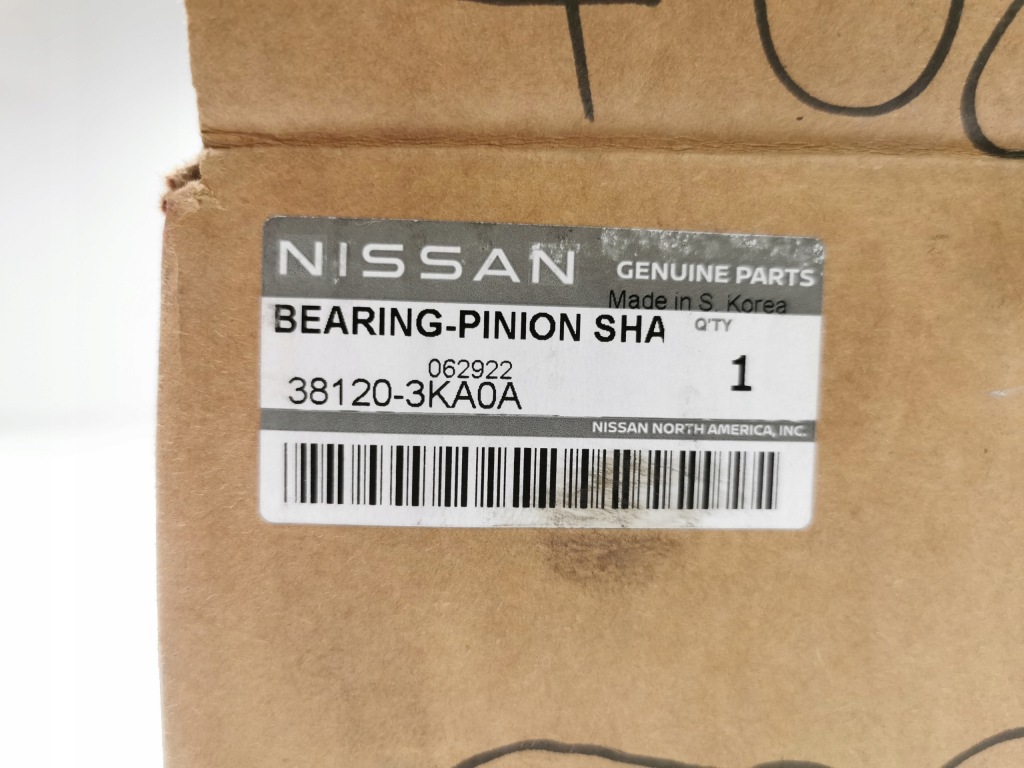 NISSAN
GENUINE PARTS
Made in S. Korea
BEARING-PINION SHA
Q'TY
062922
1
38120-3KA0A
NISSAN NORTH AMERICA, INC.